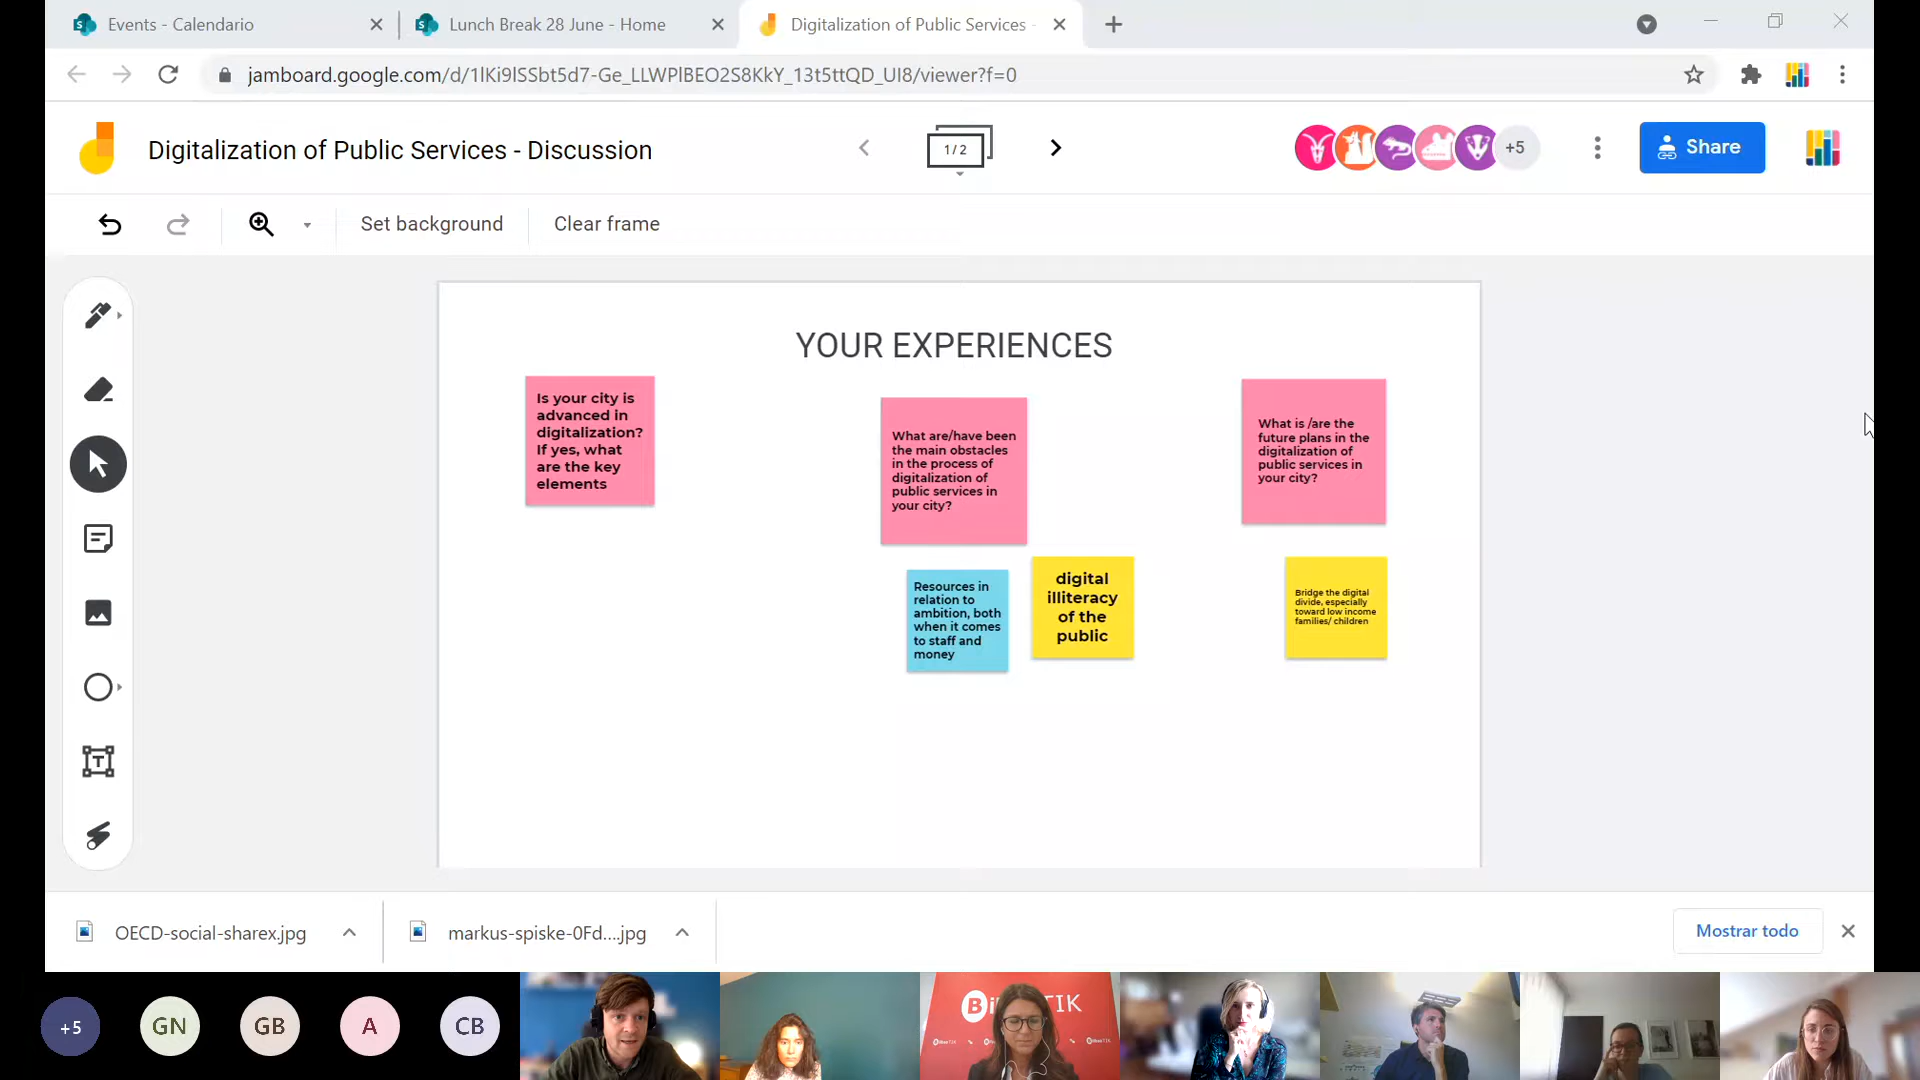 Events - Calendario
Lunch Break 28 June - Home
Digitalization of Public Services -
jamboard.google.com/d/1lKi9lSSbt5d7-Ge_LLWPlBEO2S8KkY_13t5ttQD_UI8/viewer?f=0
Digitalization of Public Services - Discussion
1 / 2
+5
Share
Set background
Clear frame
YOUR EXPERIENCES
Is your city is
advanced in
digitalization?
If yes, what
are the key
elements
What are/have been
the main obstacles
in the process of
digitalization of
public services in
your city?
What is /are the
future plans in the
digitalization of
public services in
your city?
Resources in
relation to
ambition, both
when it comes
to staff and
money
digital
illiteracy
of the
public
Bridge the digital
divide, especially
toward low income
families/ children
OECD-social-sharex.jpg
markus-spiske-0Fd....jpg
Mostrar todo
+5
GN
GB
A
CB